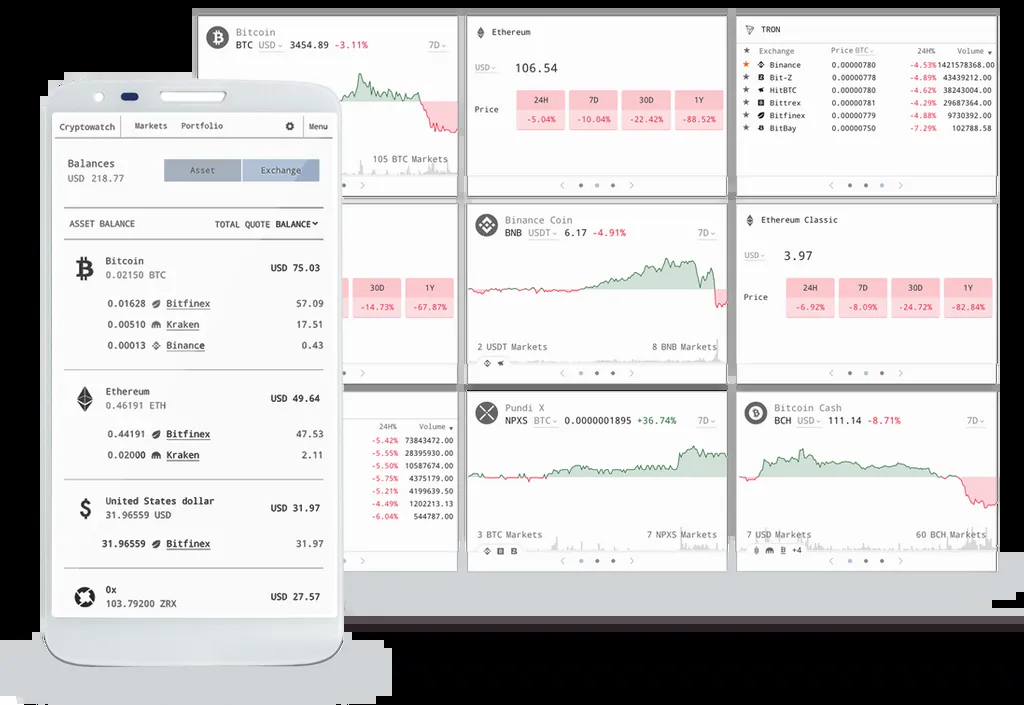 Cryptowatch Markets Portfolio Menu
Balances
USD 218.77
Asset Exchange
ASSET BALANCE TOTAL QUOTE BALANCE
Bitcoin
0.02150 BTC
USD 75.03
0.01628 Bitfinex 57.09
0.00510 Kraken 17.51
0.00013 Binance 0.43
Ethereum
0.46191 ETH
USD 49.64
0.44191 Bitfinex 47.53
0.02000 Kraken 2.11
United States dollar
31.96559 USD
USD 31.97
31.96559 Bitfinex 31.97
0x
103.79200 ZRX
USD 27.57
Bitcoin
BTC USD 3454.89 -3.11% 7D
105 BTC Markets
Ethereum
USD 106.54
Price
24H 7D 30D 1Y
-5.04% -10.04% -22.42% -88.52%
TRON
Exchange Price BTC 24H% Volume
Binance 0.00000780 -4.53% 1421578368.00
Bit-Z 0.00000778 -4.89% 43439212.00
HitBTC 0.00000780 -4.62% 38243004.00
Bittrex 0.00000781 -4.29% 29687364.00
Bitfinex 0.00000779 -4.88% 9730392.00
BitBay 0.00000750 -7.29% 102788.58
30D 1Y
-14.73% -67.87%
Binance Coin
BNB USDT 6.17 -4.91% 7D
2 USDT Markets 8 BNB Markets
Ethereum Classic
USD 3.97
Price
24H 7D 30D 1Y
-6.92% -8.09% -24.72% -82.84%
24H% Volume
-5.42% 73843472.00
-5.55% 28395930.00
-5.50% 10587674.00
-5.75% 4375179.00
-5.21% 4199639.50
-4.49% 1202213.13
-6.04% 544787.00
Pundi X
NPXS BTC 0.0000001895 +36.74% 7D
3 BTC Markets 7 NPXS Markets
Bitcoin Cash
BCH USD 111.14 -8.71% 7D
7 USD Markets 60 BCH Markets
+4